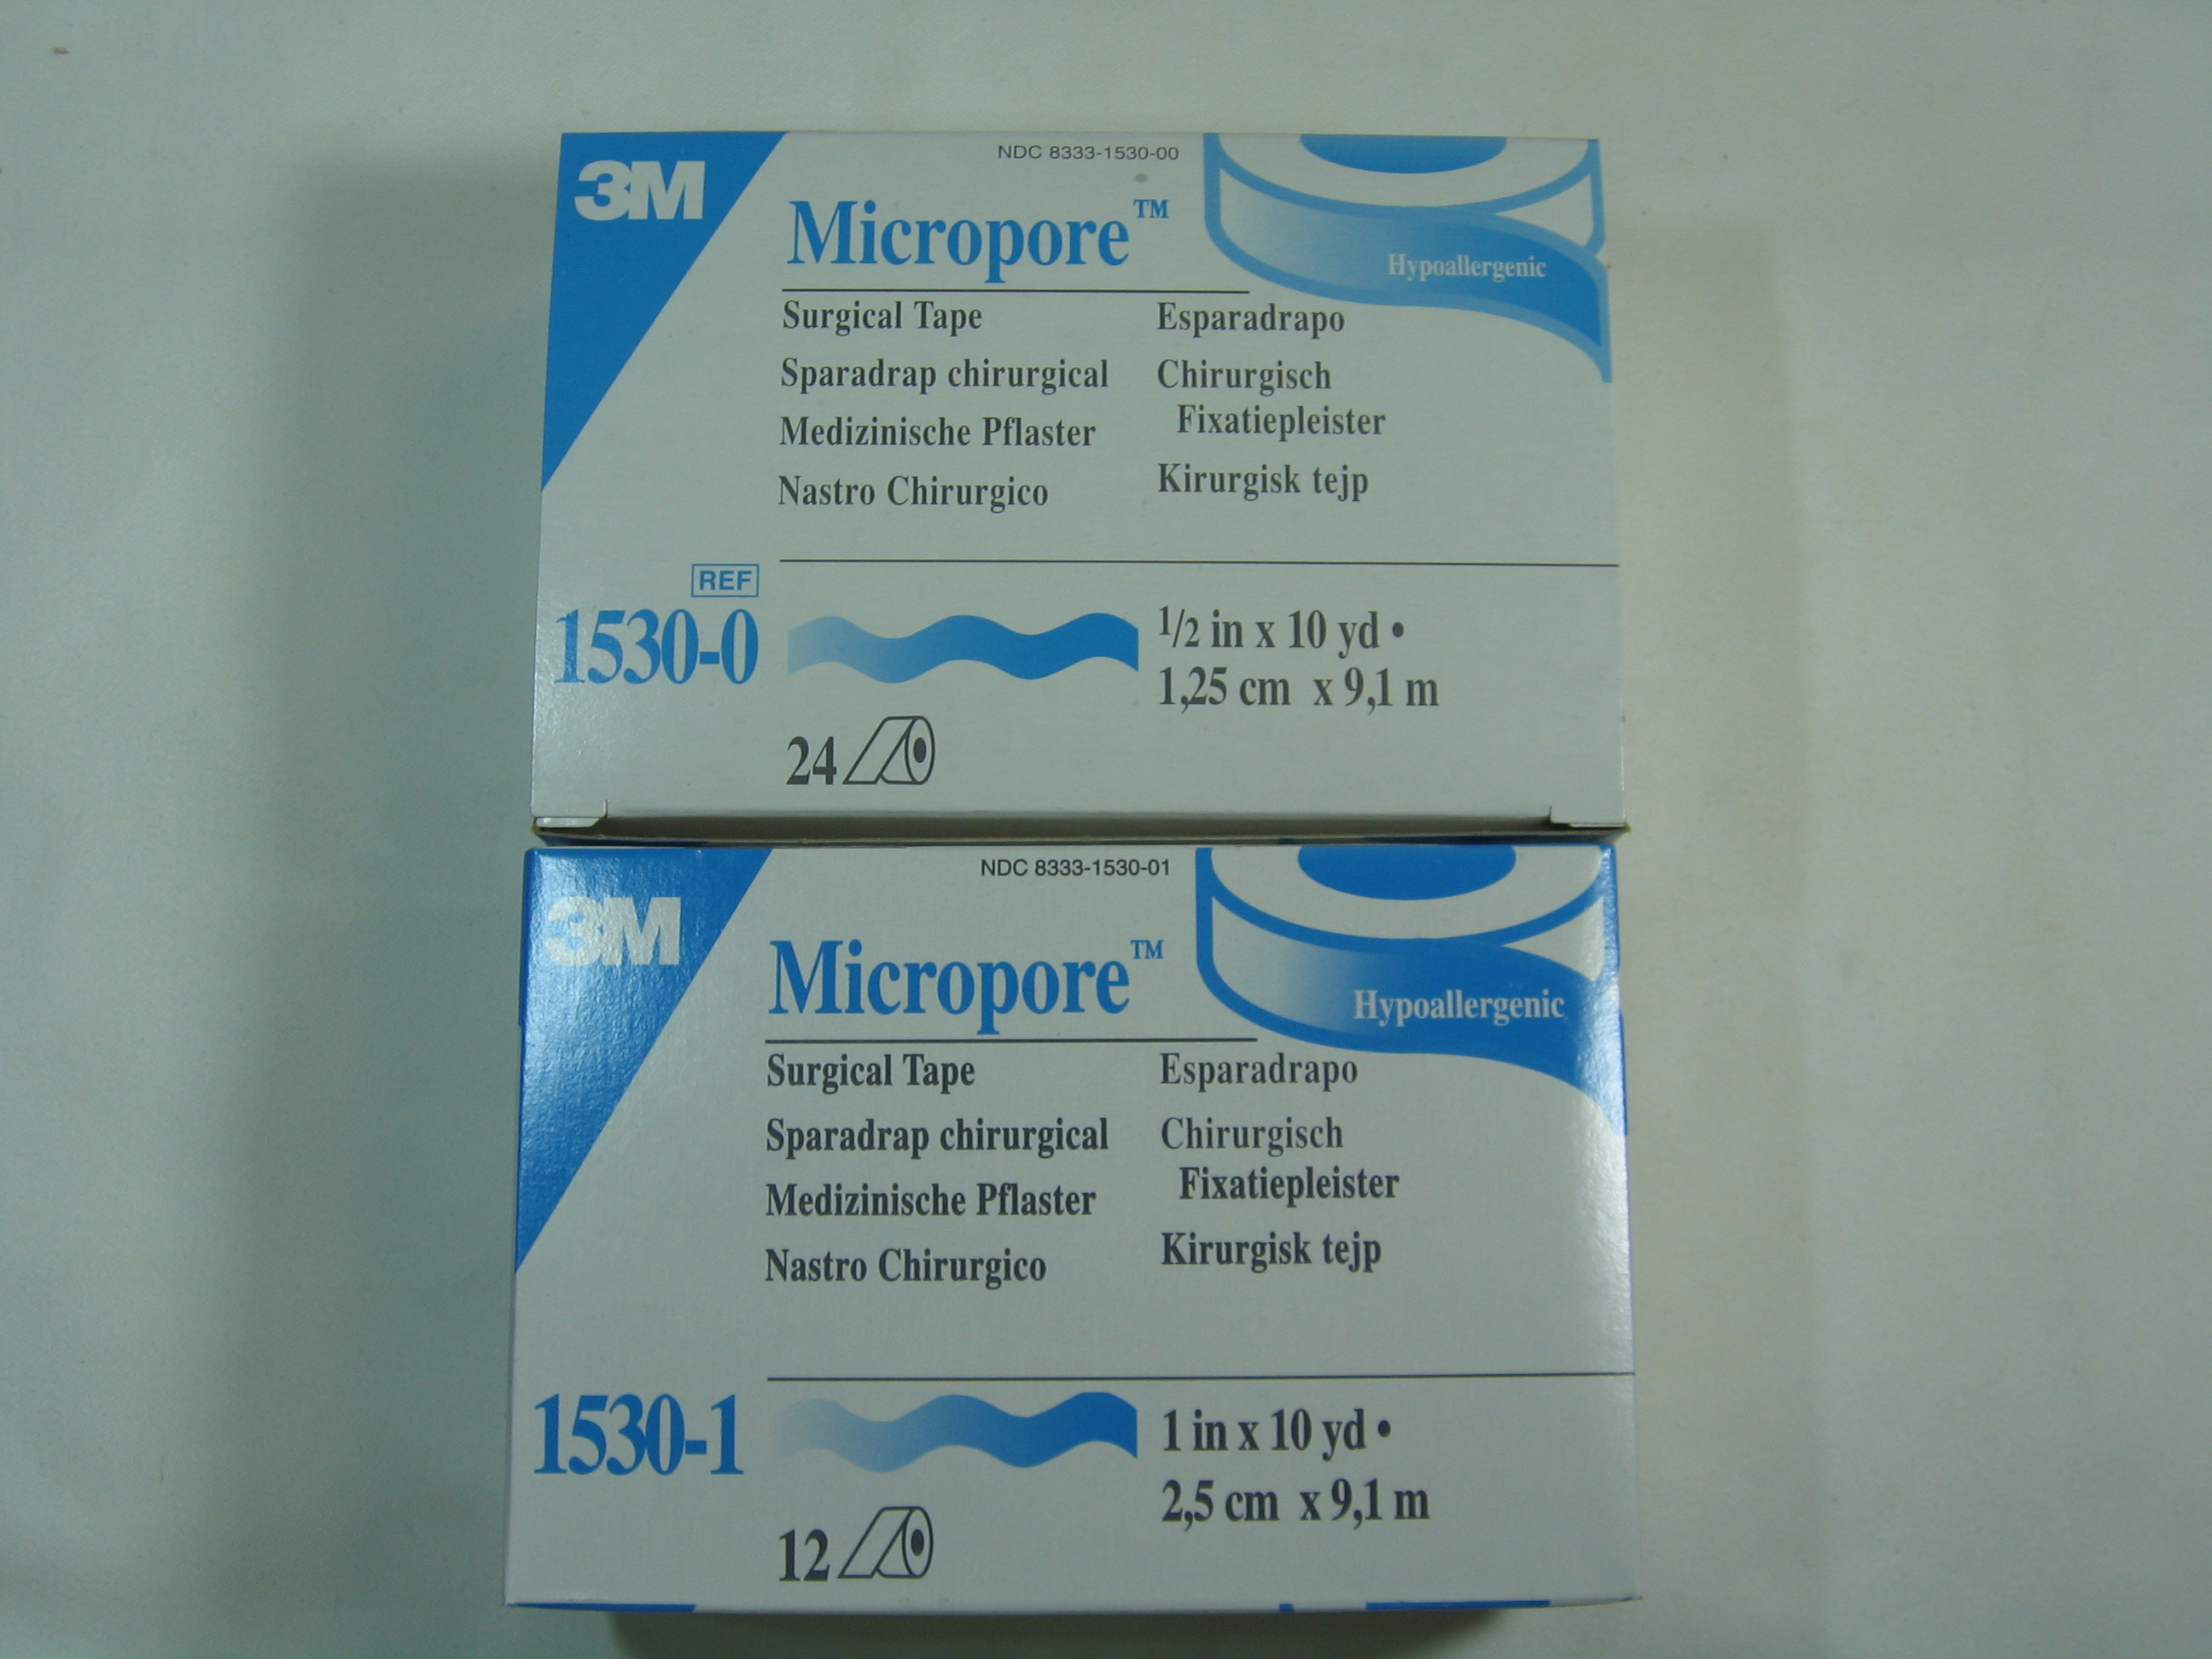 3M
NDC 8333-1530-00
Micropore™
Hypoallergenic
Surgical Tape
Sparadrap chirurgical
Medizinische Pflaster
Nastro Chirurgico
Esparadrapo
Chirurgisch
Fixatiepleister
Kirurgisk tejp
REF
1530-0
1/2 in x 10 yd •
1,25 cm x 9,1 m
24
3M
NDC 8333-1530-01
Micropore™
Hypoallergenic
Surgical Tape
Sparadrap chirurgical
Medizinische Pflaster
Nastro Chirurgico
Esparadrapo
Chirurgisch
Fixatiepleister
Kirurgisk tejp
1530-1
1 in x 10 yd •
2,5 cm x 9,1 m
12